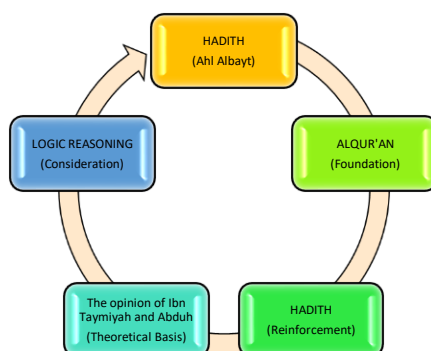 HADITH
(Ahl Albayt)
ALQUR'AN
(Foundation)
HADITH
(Reinforcement)
The opinion of Ibn
Taymiyah and Abduh
(Theoretical Basis)
LOGIC REASONING
(Consideration)